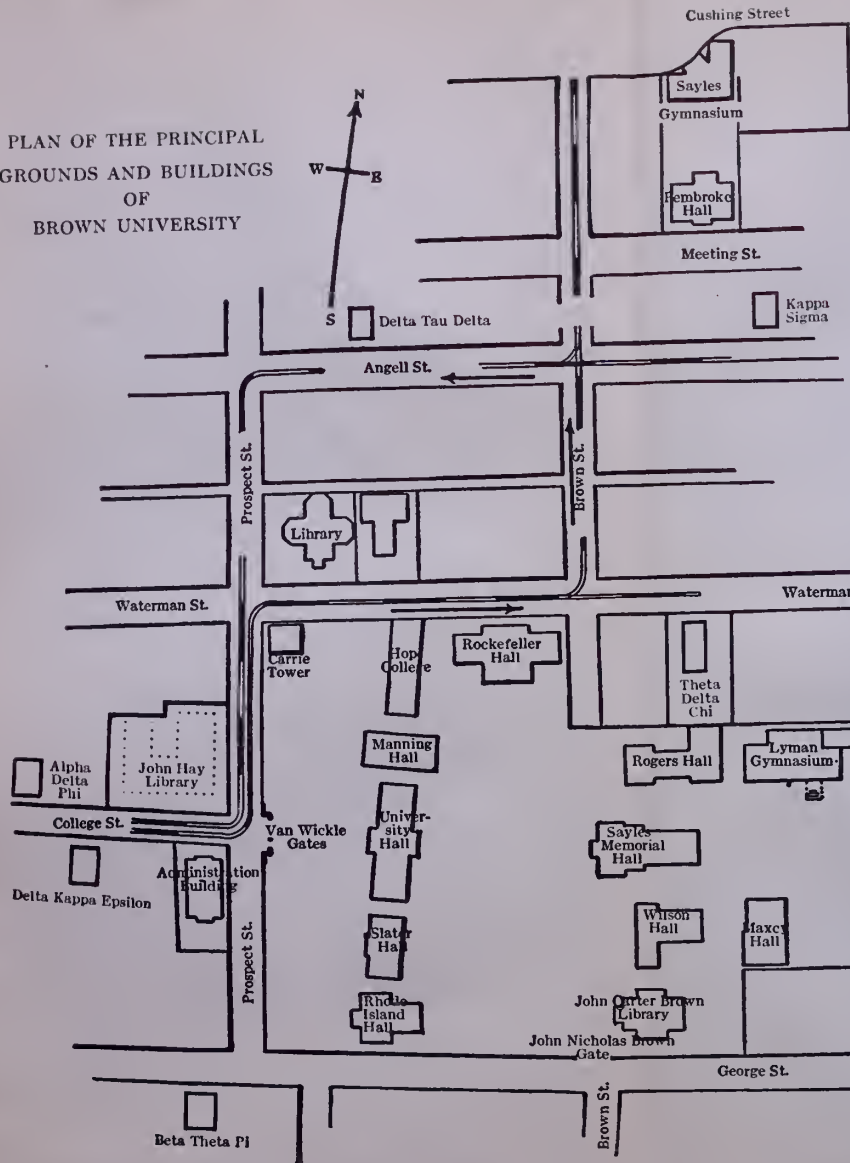 Cushing Street
PLAN OF THE PRINCIPAL
GROUNDS AND BUILDINGS
OF
BROWN UNIVERSITY
N
W
E
S
Sayles
Gymnasium
Pembroke
Hall
Meeting St.
Delta Tau Delta
Kappa
Sigma
Angell St.
Prospect St.
Brown St.
Library
Waterman St.
Waterman
Carrie
Tower
Hop
College
Rockefeller
Hall
Theta
Delta
Chi
Manning
Hall
Rogers Hall
Lyman
Gymnasium
Alpha
Delta
Phi
John Hay
Library
College St.
Van Wickle
Gates
Univer-
sity
Hall
Sayles
Memorial
Hall
Administration
Building
Delta Kappa Epsilon
Prospect St.
Slater
Hall
Wilson
Hall
Maxcy
Hall
Rhode
Island
Hall
John Carter Brown
Library
John Nicholas Brown
Gate
George St.
Brown St.
Beta Theta Pi